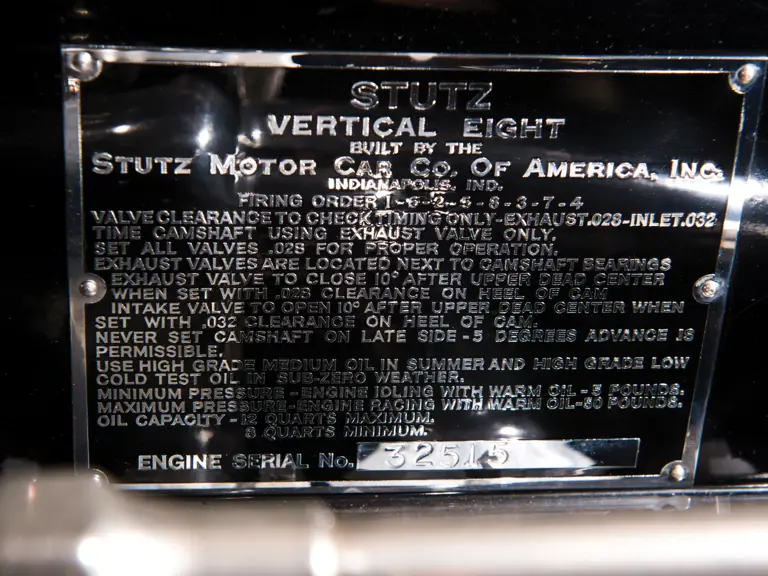 STUTZ
VERTICAL EIGHT
BUILT BY THE
STUTZ MOTOR CAR CO. OF AMERICA, INC.
INDIANAPOLIS, IND.
FIRING ORDER 1-6-2-5-8-3-7-4
VALVE CLEARANCE TO CHECK TIMING ONLY-EXHAUST.028-INLET.032
TIME CAMSHAFT USING EXHAUST VALVE ONLY.
SET ALL VALVES .028 FOR PROPER OPERATION.
EXHAUST VALVES ARE LOCATED NEXT TO CAMSHAFT BEARINGS
EXHAUST VALVE TO CLOSE 10° AFTER UPPER DEAD CENTER
WHEN SET WITH .028 CLEARANCE ON HEEL OF CAM
INTAKE VALVE TO OPEN 10° AFTER UPPER DEAD CENTER WHEN
SET WITH .032 CLEARANCE ON HEEL OF CAM.
NEVER SET CAMSHAFT ON LATE SIDE-5 DEGREES ADVANCE IS
PERMISSIBLE.
USE HIGH GRADE MEDIUM OIL IN SUMMER AND HIGH GRADE LOW
COLD TEST OIL IN SUB-ZERO WEATHER.
MINIMUM PRESSURE-ENGINE IDLING WITH WARM OIL-5 POUNDS.
MAXIMUM PRESSURE-ENGINE RACING WITH WARM OIL-60 POUNDS.
OIL CAPACITY-12 QUARTS MAXIMUM.
8 QUARTS MINIMUM.
ENGINE SERIAL No. 32515